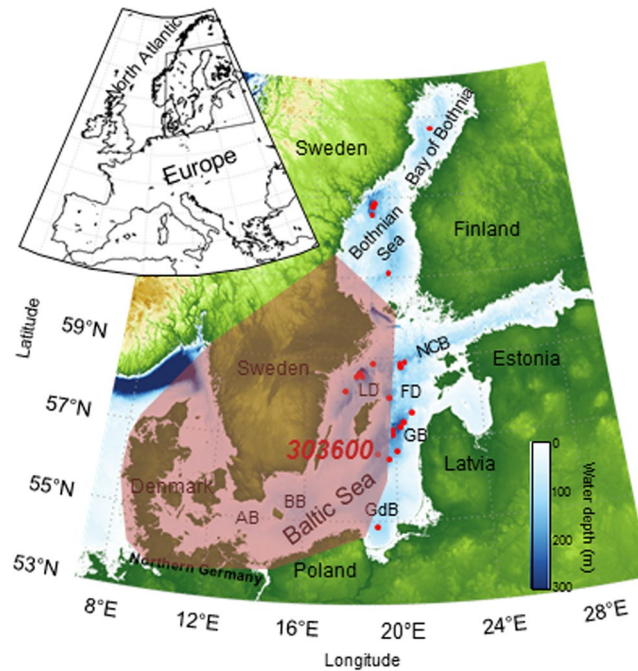 North Atlantic
Europe
Sweden
Bay of Bothnia
Bothnian
Sea
Finland
Latitude
59°N
57°N
55°N
53°N
Sweden
NCB
Estonia
LD
FD
303600
GB
Latvia
Denmark
BB
AB
Baltic Sea
GdB
Northern Germany
Poland
0
100
200
300
Water depth (m)
8°E
12°E
16°E
20°E
24°E
28°E
Longitude